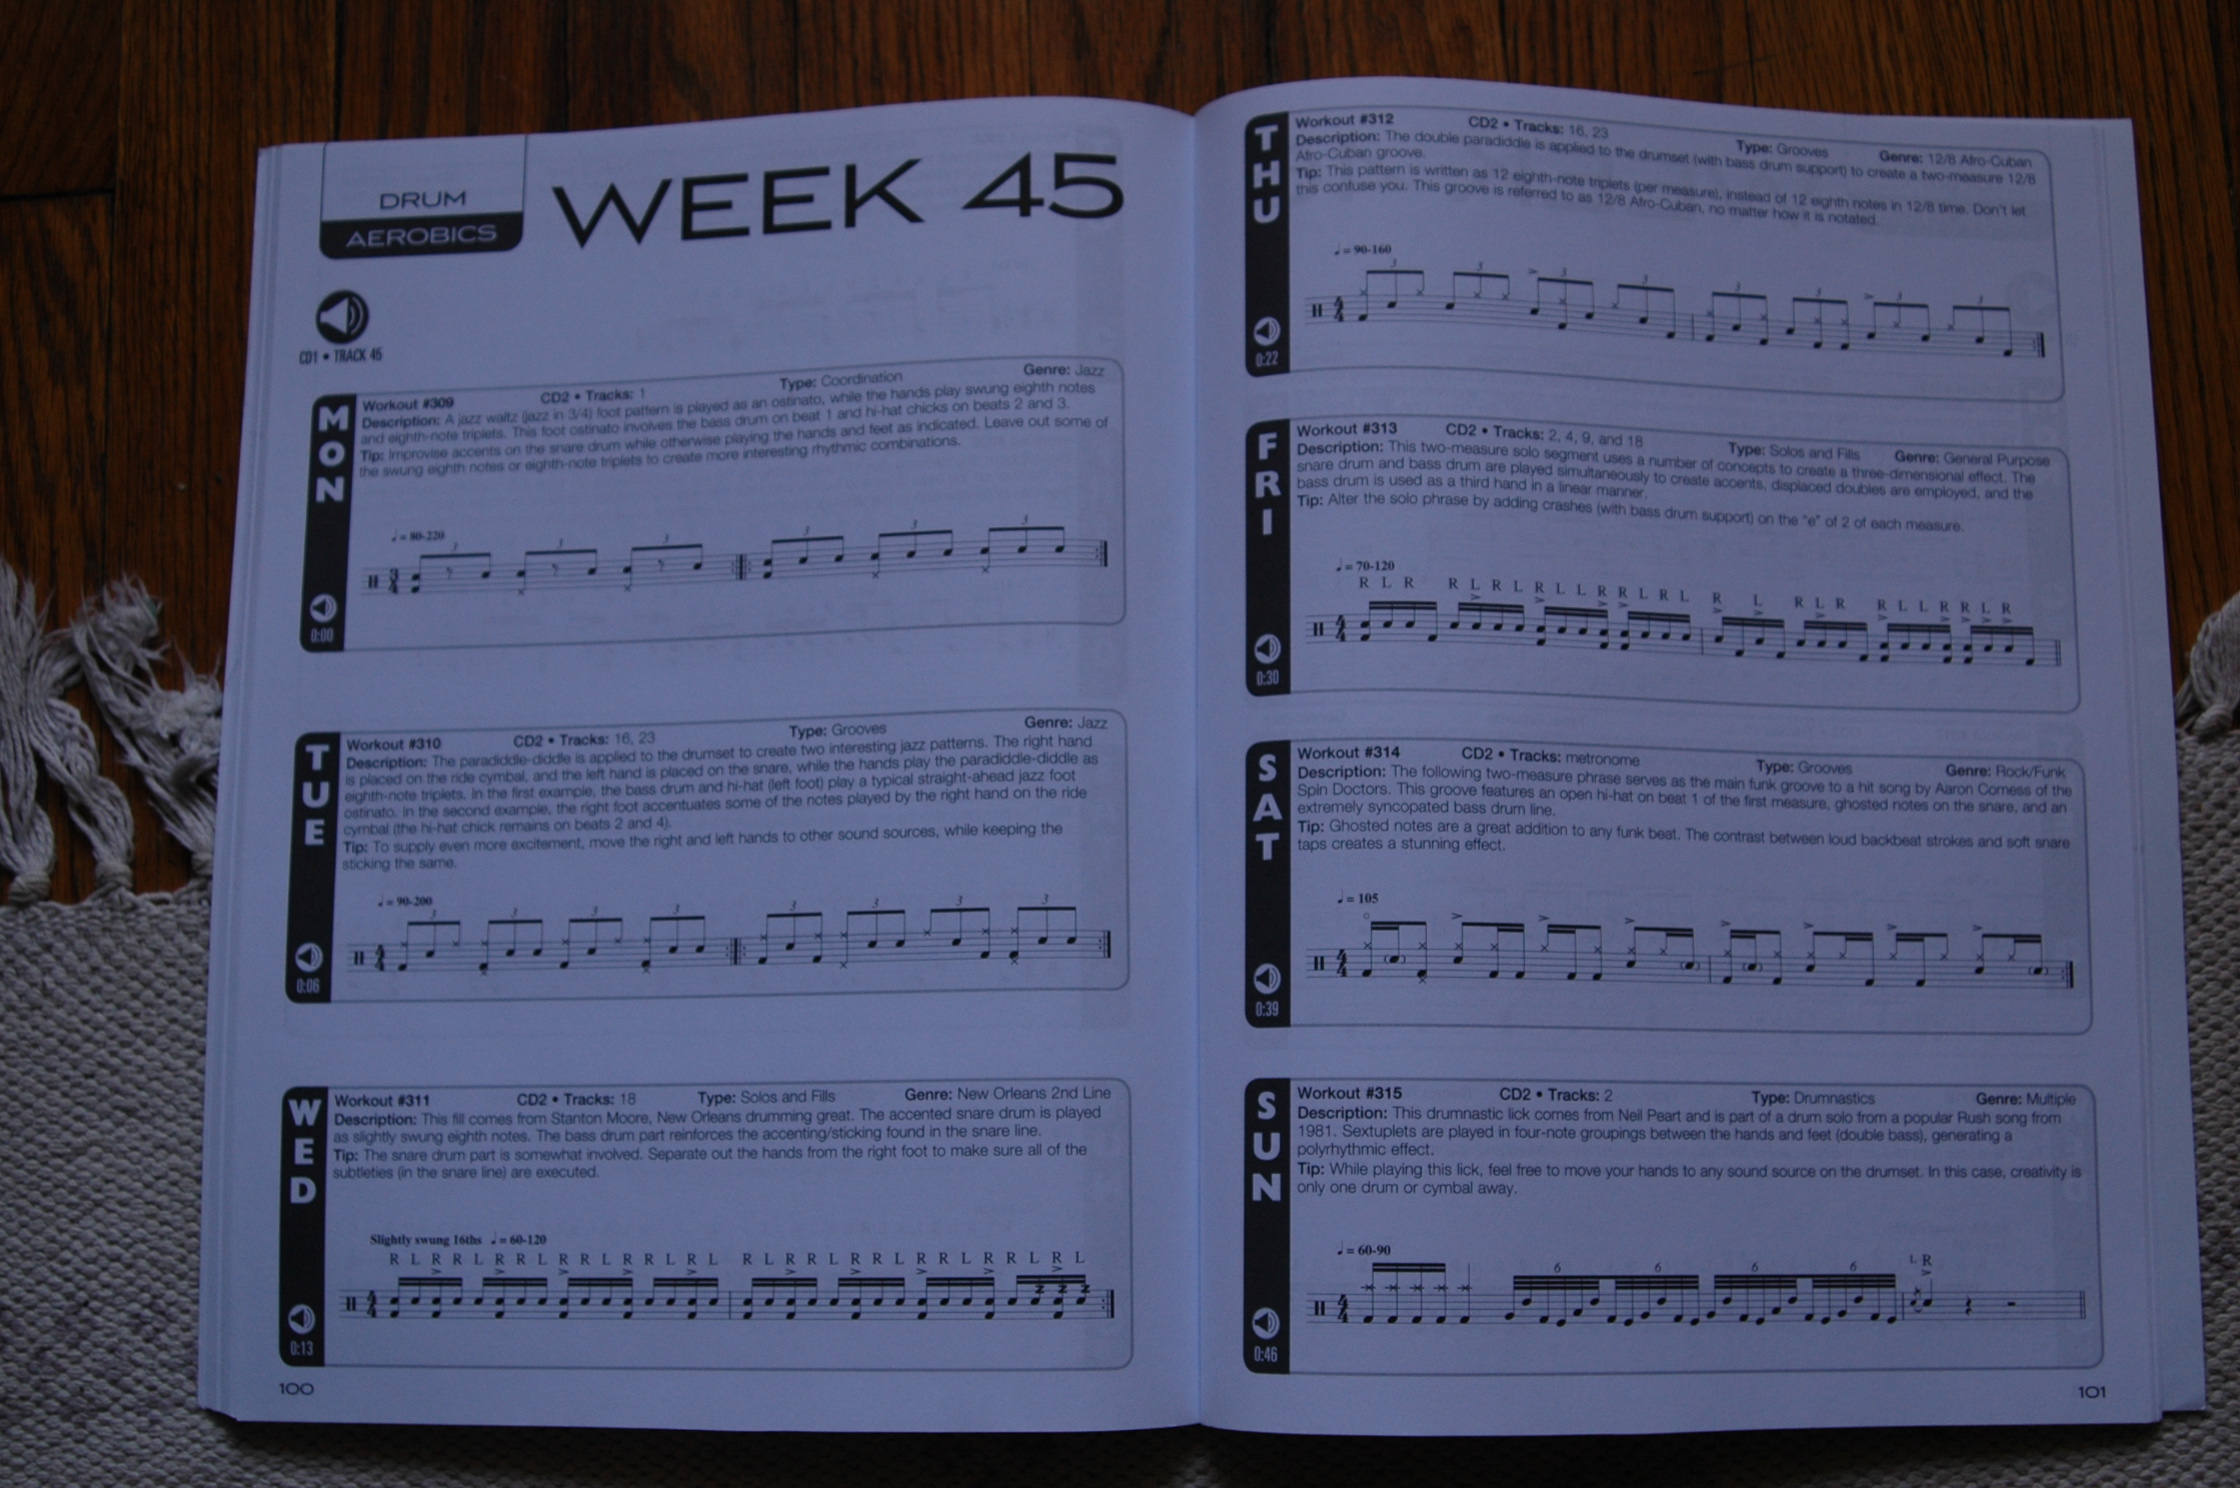 DRUM
AEROBICS
WEEK 45
CD1 • TRACK 45
MON
Workout #309 CD2 • Tracks: 1 Type: Coordination Genre: Jazz
Description: A jazz waltz (jazz in 3/4) foot pattern is played as an ostinato, while the hands play swung eighth notes
and eighth-note triplets. This foot ostinato involves the bass drum on beat 1 and hi-hat chicks on beats 2 and 3.
Tip: Improvise accents on the snare drum while otherwise playing the hands and feet as indicated. Leave out some of
the swung eighth notes or eighth-note triplets to create more interesting rhythmic combinations.
♩ = 80-220
3 3 3 3 3 3
0:00
TUE
Workout #310 CD2 • Tracks: 16, 23 Type: Grooves Genre: Jazz
Description: The paradiddle-diddle is applied to the drumset to create two interesting jazz patterns. The right hand
is placed on the ride cymbal, and the left hand is placed on the snare, while the hands play the paradiddle-diddle as
eighth-note triplets. In the first example, the bass drum and hi-hat (left foot) play a typical straight-ahead jazz foot
ostinato. In the second example, the right foot accentuates some of the notes played by the right hand on the ride
cymbal (the hi-hat chick remains on beats 2 and 4).
Tip: To supply even more excitement, move the right and left hands to other sound sources, while keeping the
sticking the same.
♩ = 90-200
3 3 3 3 3 3 3 3
0:06
WED
Workout #311 CD2 • Tracks: 18 Type: Solos and Fills Genre: New Orleans 2nd Line
Description: This fill comes from Stanton Moore, New Orleans drumming great. The accented snare drum is played
as slightly swung eighth notes. The bass drum part reinforces the accenting/sticking found in the snare line.
Tip: The snare drum part is somewhat involved. Separate out the hands from the right foot to make sure all of the
subtleties (in the snare line) are executed.
Slightly swung 16ths ♩ = 60-120
R L R R L R R L R R L R R L R L R L R R L R R L R R L R R L R L
0:13
100
THU
Workout #312 CD2 • Tracks: 16, 23 Type: Grooves Genre: 12/8 Afro-Cuban
Description: The double paradiddle is applied to the drumset (with bass drum support) to create a two-measure 12/8
Afro-Cuban groove.
Tip: This pattern is written as 12 eighth-note triplets (per measure), instead of 12 eighth notes in 12/8 time. Don't let
this confuse you. This groove is referred to as 12/8 Afro-Cuban, no matter how it is notated.
♩ = 90-160
3 3 3 3 3 3 3 3
0:22
FRI
Workout #313 CD2 • Tracks: 2, 4, 9, and 18 Type: Solos and Fills Genre: General Purpose
Description: This two-measure solo segment uses a number of concepts to create a three-dimensional effect. The
snare drum and bass drum are played simultaneously to create accents, displaced doubles are employed, and the
bass drum is used as a third hand in a linear manner.
Tip: Alter the solo phrase by adding crashes (with bass drum support) on the "e" of 2 of each measure.
♩ = 70-120
R L R R L R L R L L R R L R L R L R L R R L L R R L R
0:30
SAT
Workout #314 CD2 • Tracks: metronome Type: Grooves Genre: Rock/Funk
Description: The following two-measure phrase serves as the main funk groove to a hit song by Aaron Comess of the
Spin Doctors. This groove features an open hi-hat on beat 1 of the first measure, ghosted notes on the snare, and an
extremely syncopated bass drum line.
Tip: Ghosted notes are a great addition to any funk beat. The contrast between loud backbeat strokes and soft snare
taps creates a stunning effect.
♩ = 105
0:39
SUN
Workout #315 CD2 • Tracks: 2 Type: Drumnastics Genre: Multiple
Description: This drumnastic lick comes from Neil Peart and is part of a drum solo from a popular Rush song from
1981. Sextuplets are played in four-note groupings between the hands and feet (double bass), generating a
polyrhythmic effect.
Tip: While playing this lick, feel free to move your hands to any sound source on the drumset. In this case, creativity is
only one drum or cymbal away.
♩ = 60-90
6 6 6 6 L R
0:46
101